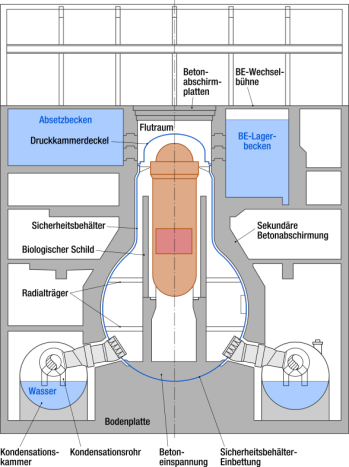 Beton-
abschirm-
platten
BE-Wechsel-
bühne
Absetzbecken
Flutraum
Druckkammerdeckel
BE-Lager-
becken
Sicherheitsbehälter
Sekundäre
Betonabschirmung
Biologischer Schild
Radialträger
Wasser
Bodenplatte
Kondensations-
kammer
Kondensationsrohr
Beton-
einspannung
Sicherheitsbehälter-
Einbettung